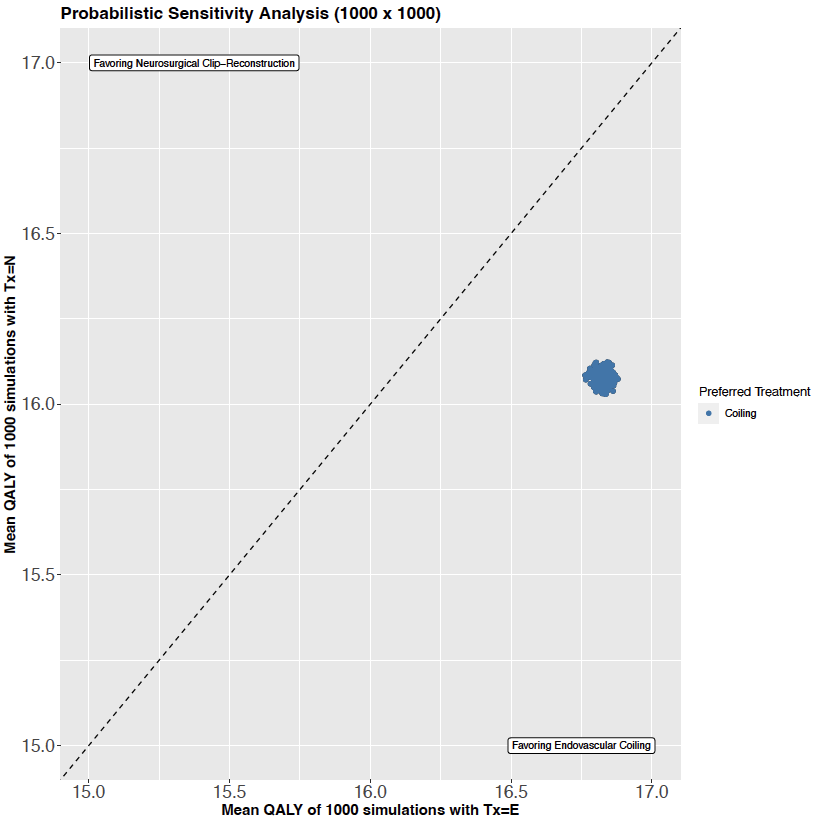 Probabilistic Sensitivity Analysis (1000 x 1000)
17.0
Favoring Neurosurgical Clip−Reconstruction
16.5
Mean QALY of 1000 simulations with Tx=N
16.0
Preferred Treatment
Coiling
15.5
15.0
Favoring Endovascular Coiling
15.0 15.5 16.0 16.5 17.0
Mean QALY of 1000 simulations with Tx=E